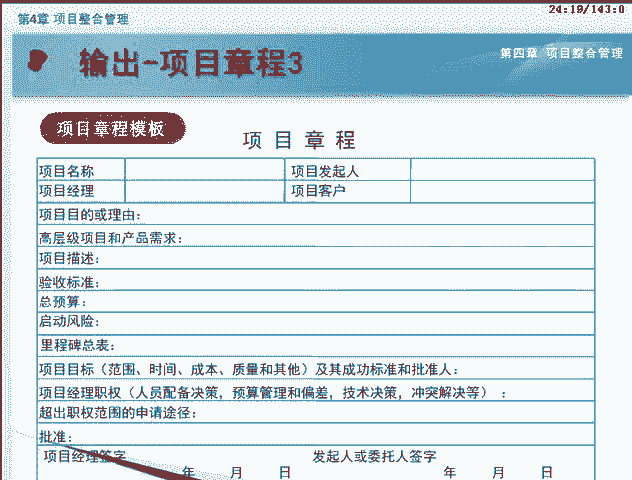 第4章 项目整合管理
24:19/143:0
输出-项目章程3
第四章 项目整合管理
项目章程模板
项 目 章 程
项目名称 项目发起人
项目经理 项目客户
项目目的或理由：
高层级项目和产品需求：
项目描述：
验收标准：
总预算：
启动风险：
里程碑总表：
项目目标（范围、时间、成本、质量和其他）及其成功标准和批准人：
项目经理职权（人员配备决策，预算管理和偏差，技术决策，冲突解决等）：
超出职权范围的申请途径：
批准：
项目经理签字 发起人或委托人签字
年 月 日 年 月 日